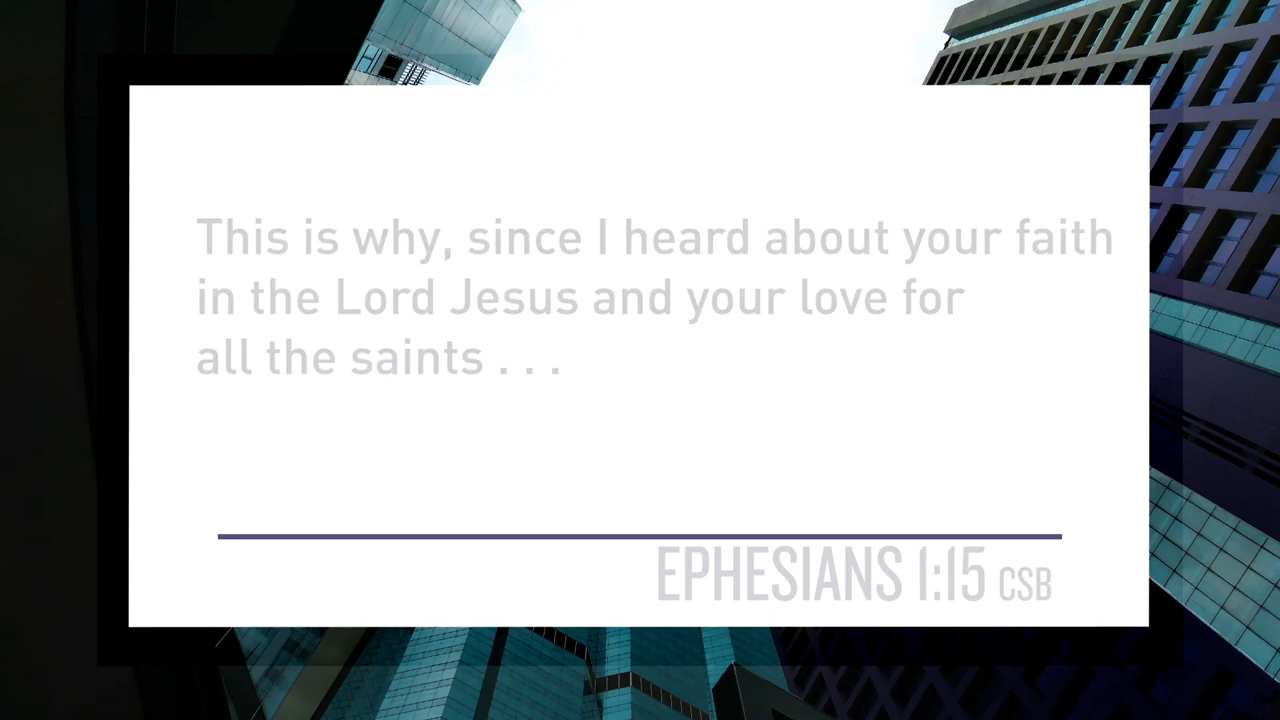 This is why, since I heard about your faith
in the Lord Jesus and your love for
all the saints . . .
EPHESIANS 1:15 CSB